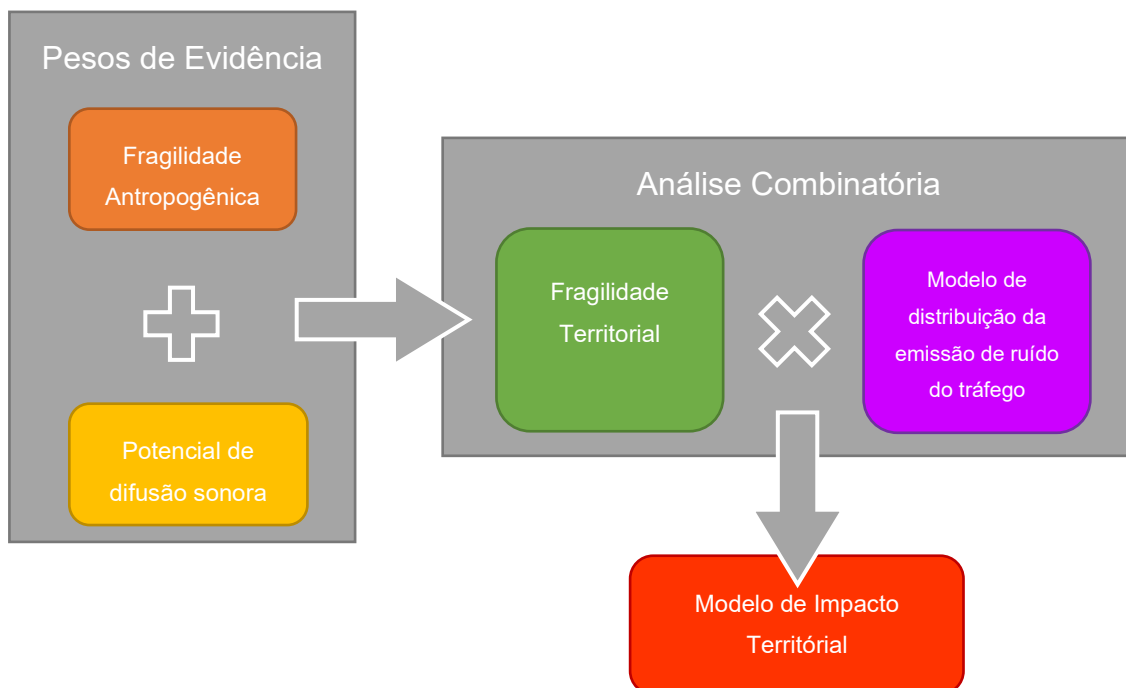 Pesos de Evidência
Fragilidade
Antropogênica
Potencial de
difusão sonora
Análise Combinatória
Fragilidade
Territorial
Modelo de
distribuição da
emissão de ruído
do tráfego
Modelo de Impacto
Territórial